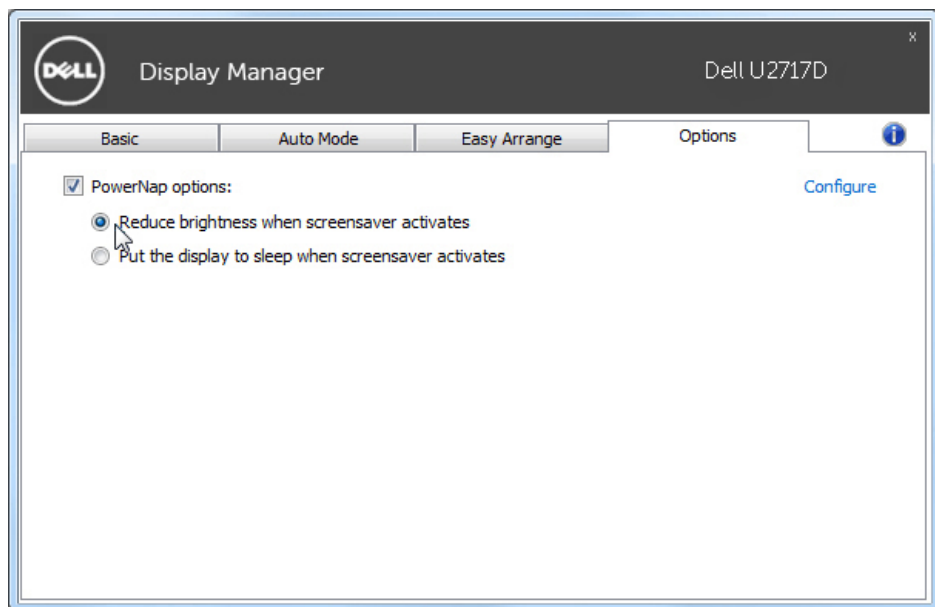 DELL
Display Manager
Dell U2717D
x
Basic
Auto Mode
Easy Arrange
Options
i
PowerNap options:
Configure
Reduce brightness when screensaver activates
Put the display to sleep when screensaver activates